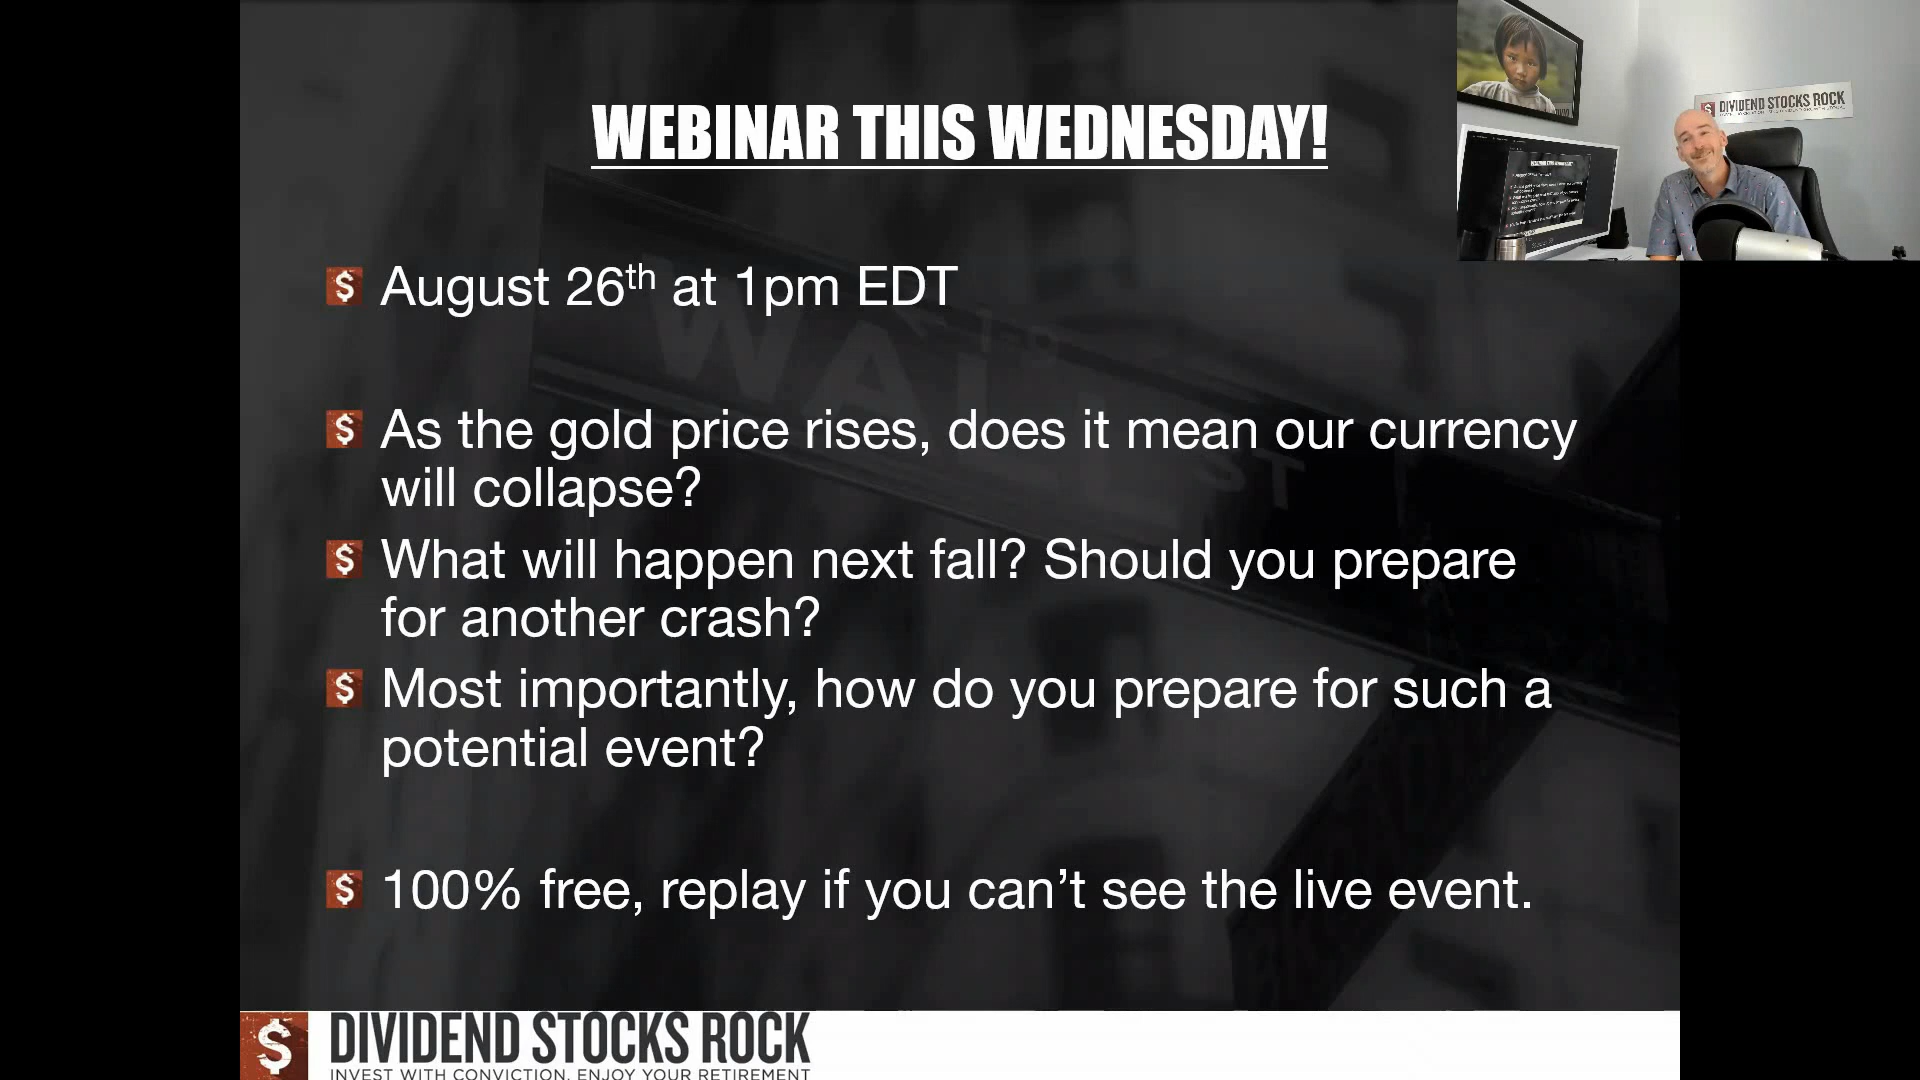 WEBINAR THIS WEDNESDAY!
DIVIDEND STOCKS ROCK
August 26th at 1pm EDT
As the gold price rises, does it mean our currency
will collapse?
What will happen next fall? Should you prepare
for another crash?
Most importantly, how do you prepare for such a
potential event?
100% free, replay if you can’t see the live event.
WALL ST
$ DIVIDEND STOCKS ROCK
INVEST WITH CONVICTION. ENJOY YOUR RETIREMENT